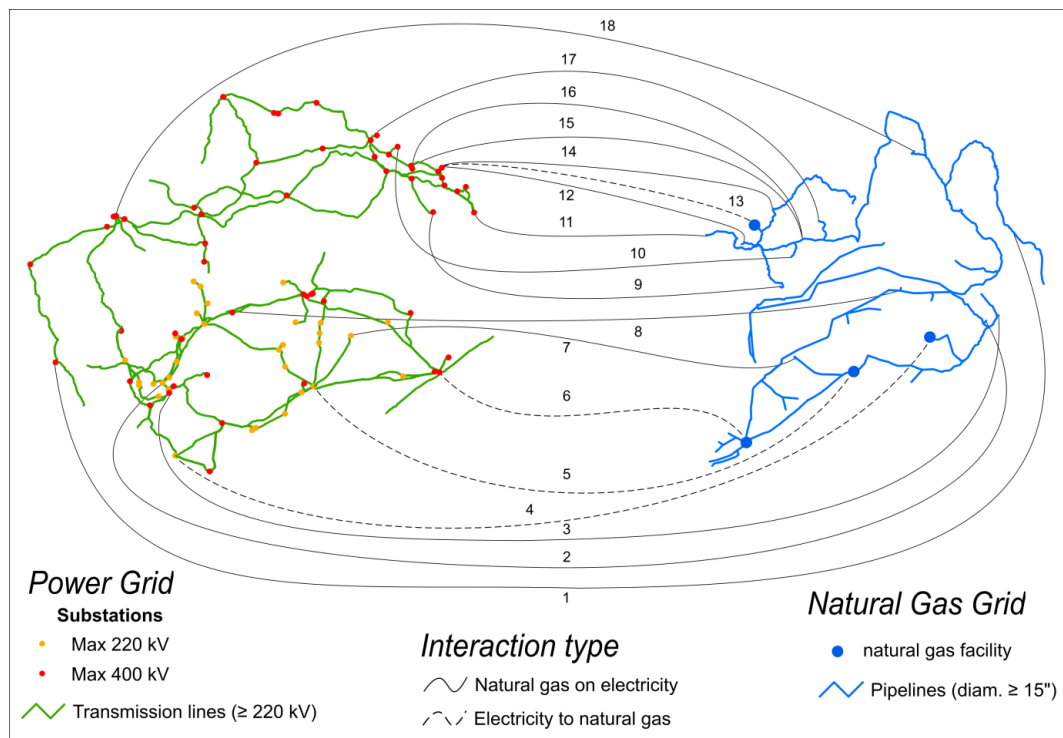 18
17
16
15
14
12
13
11
10
9
8
7
6
5
4
3
2
1
Power Grid
Substations
Max 220 kV
Max 400 kV
Transmission lines (≥ 220 kV)
Interaction type
Natural gas on electricity
Electricity to natural gas
Natural Gas Grid
natural gas facility
Pipelines (diam. ≥ 15")